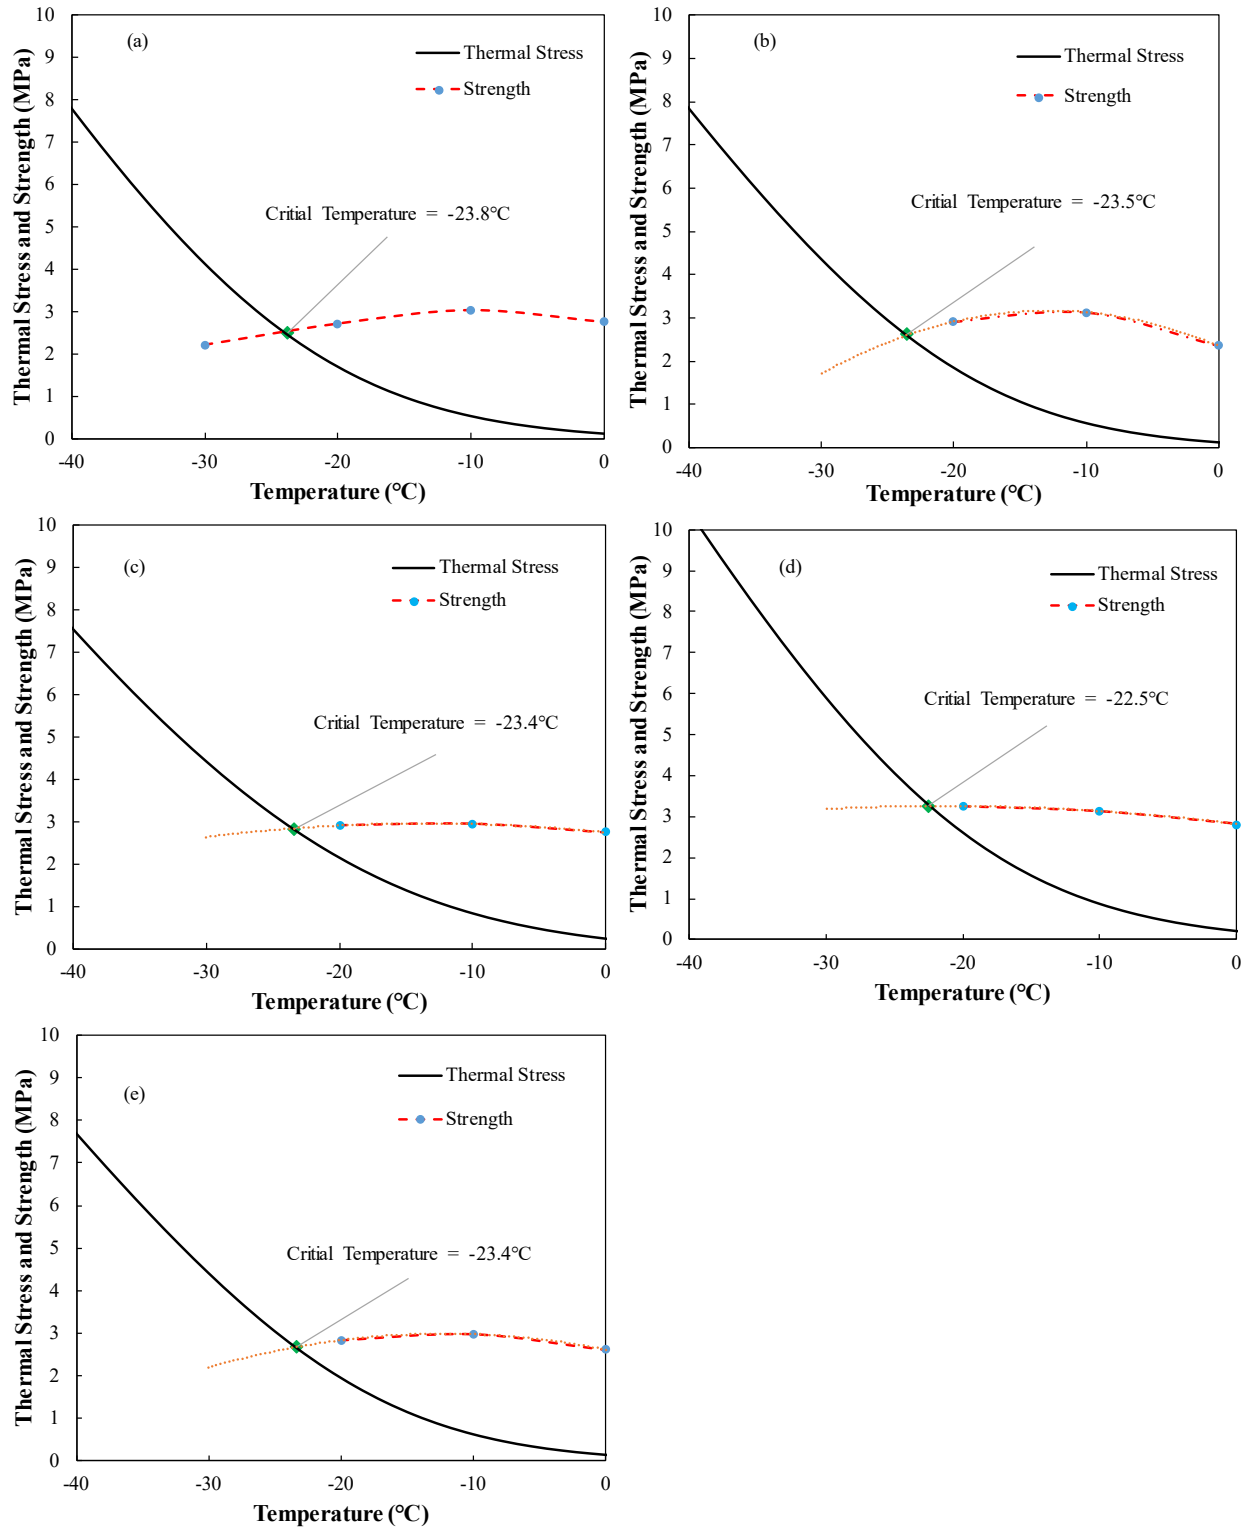 (a)
Thermal Stress
Strength
Critial Temperature = -23.8°C
Thermal Stress and Strength (MPa)
10
9
8
7
6
5
4
3
2
1
0
-40
-30
-20
-10
0
Temperature (°C)
(b)
Thermal Stress
Strength
Critial Temperature = -23.5°C
Thermal Stress and Strength (MPa)
10
9
8
7
6
5
4
3
2
1
0
-40
-30
-20
-10
0
Temperature (°C)
(c)
Thermal Stress
Strength
Critial Temperature = -23.4°C
Thermal Stress and Strength (MPa)
10
9
8
7
6
5
4
3
2
1
0
-40
-30
-20
-10
0
Temperature (°C)
(d)
Thermal Stress
Strength
Critial Temperature = -22.5°C
Thermal Stress and Strength (MPa)
10
9
8
7
6
5
4
3
2
1
0
-40
-30
-20
-10
0
Temperature (°C)
(e)
Thermal Stress
Strength
Critial Temperature = -23.4°C
Thermal Stress and Strength (MPa)
10
9
8
7
6
5
4
3
2
1
0
-40
-30
-20
-10
0
Temperature (°C)